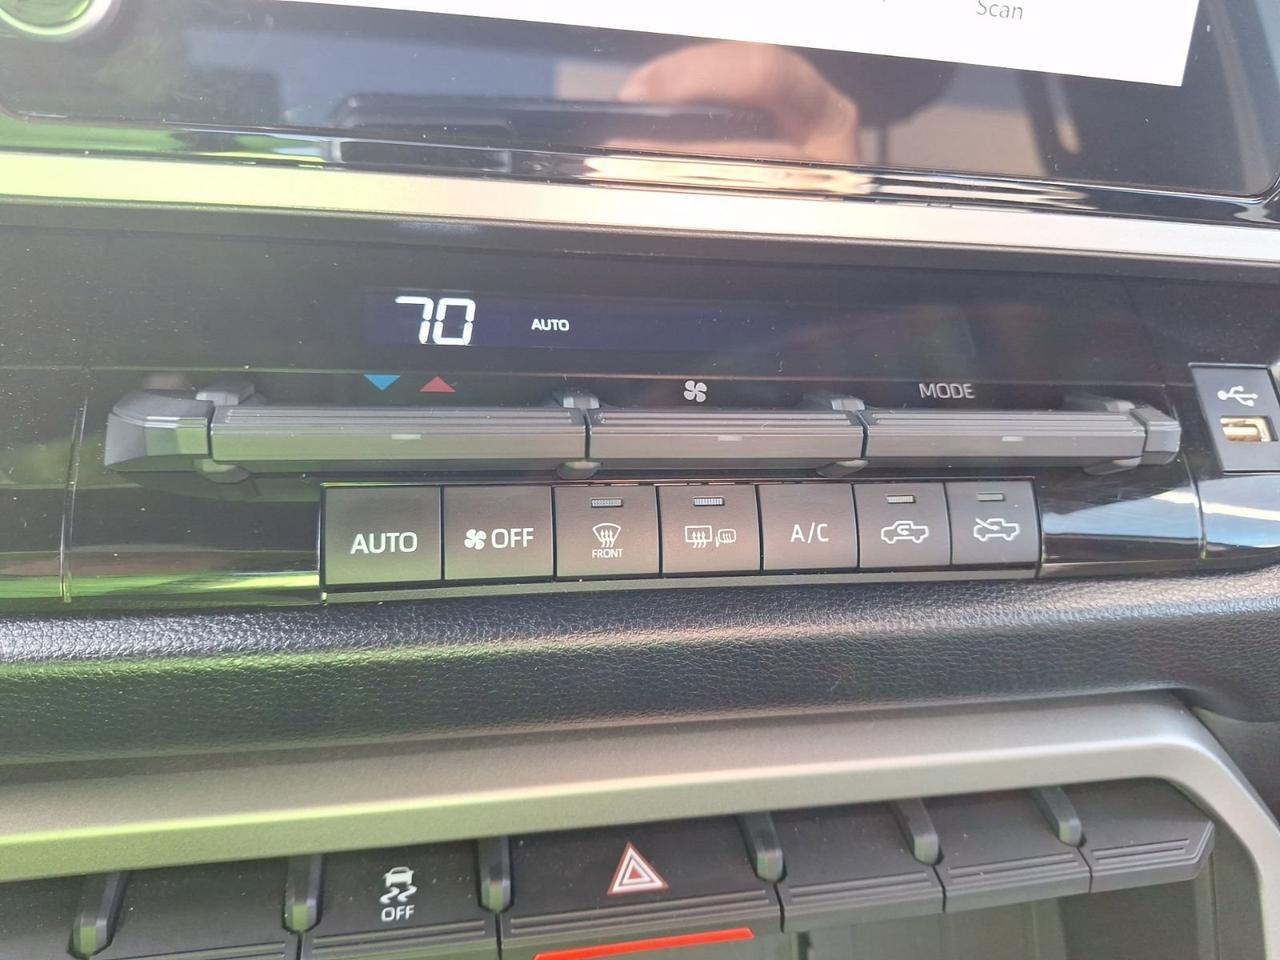 Scan
70 AUTO
MODE
AUTO OFF FRONT A/C
OFF